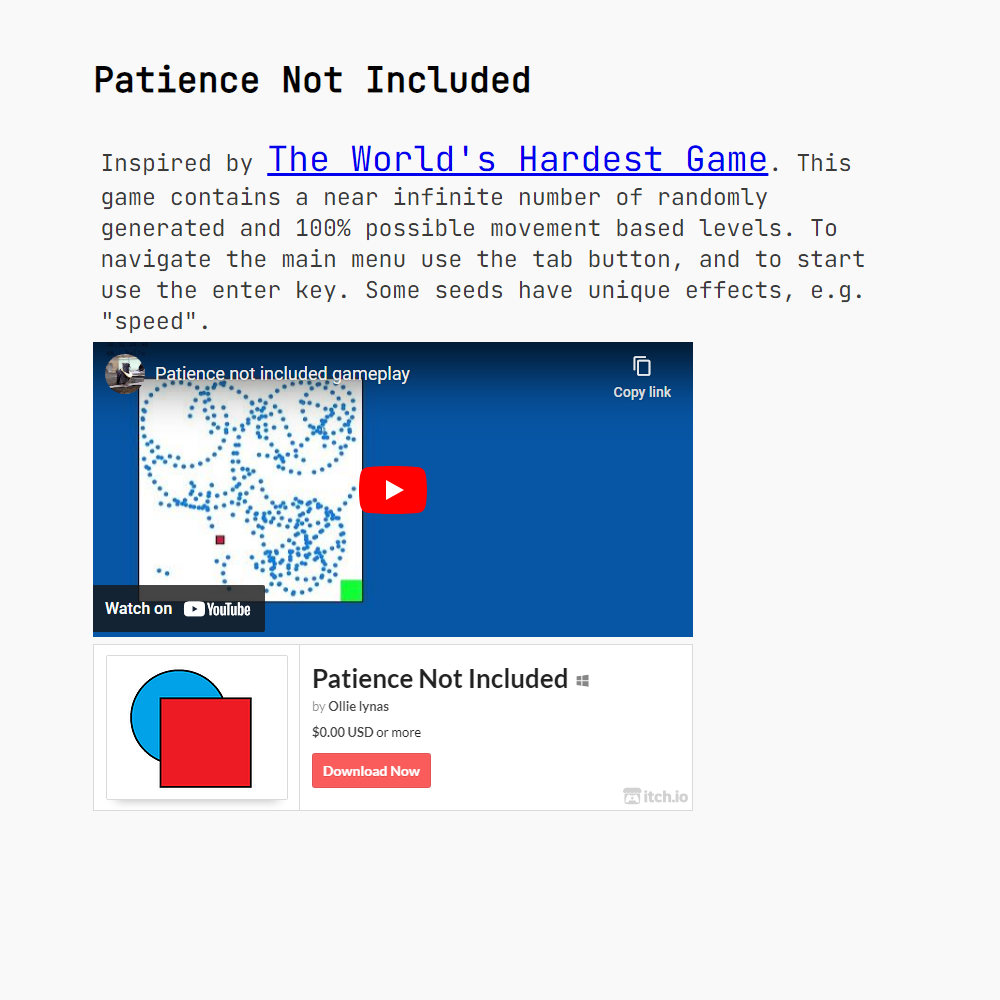 Patience Not Included
Inspired by The World's Hardest Game. This
game contains a near infinite number of randomly
generated and 100% possible movement based levels. To
navigate the main menu use the tab button, and to start
use the enter key. Some seeds have unique effects, e.g.
"speed".
Patience not included gameplay
Copy link
Watch on YouTube
Patience Not Included
by Ollie lynas
$0.00 USD or more
Download Now
itch.io